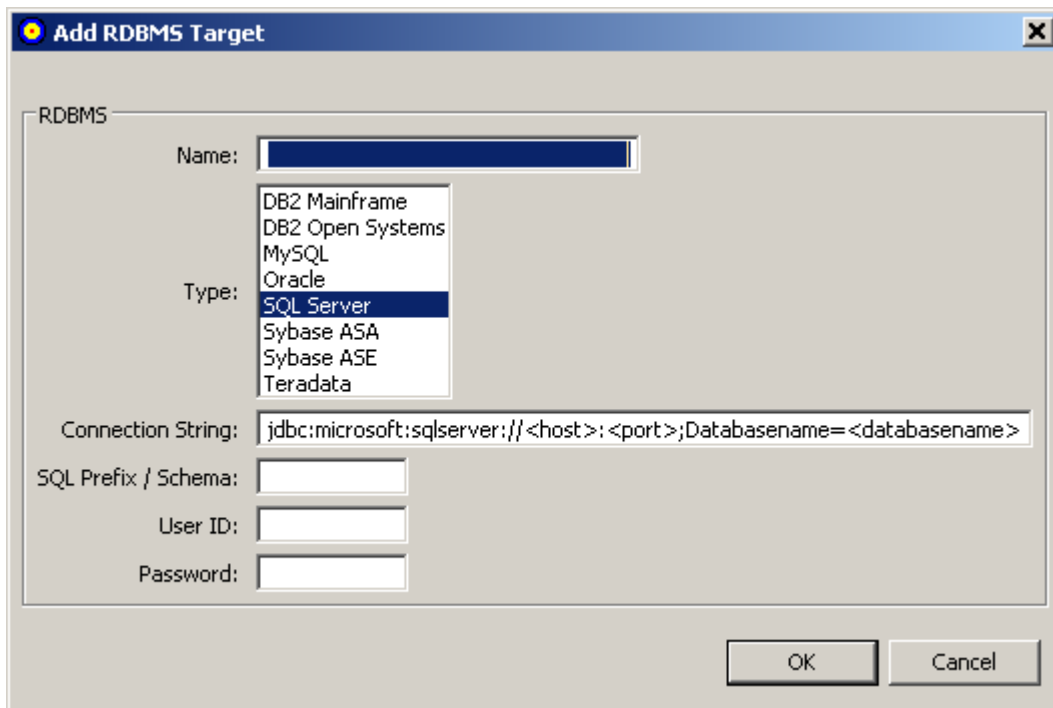 Add RDBMS Target
RDBMS
Name:
Type:
DB2 Mainframe
DB2 Open Systems
MySQL
Oracle
SQL Server
Sybase ASA
Sybase ASE
Teradata
Connection String: jdbc:microsoft:sqlserver://<host>:<port>;Databasename=<databasename>
SQL Prefix / Schema:
User ID:
Password:
OK Cancel